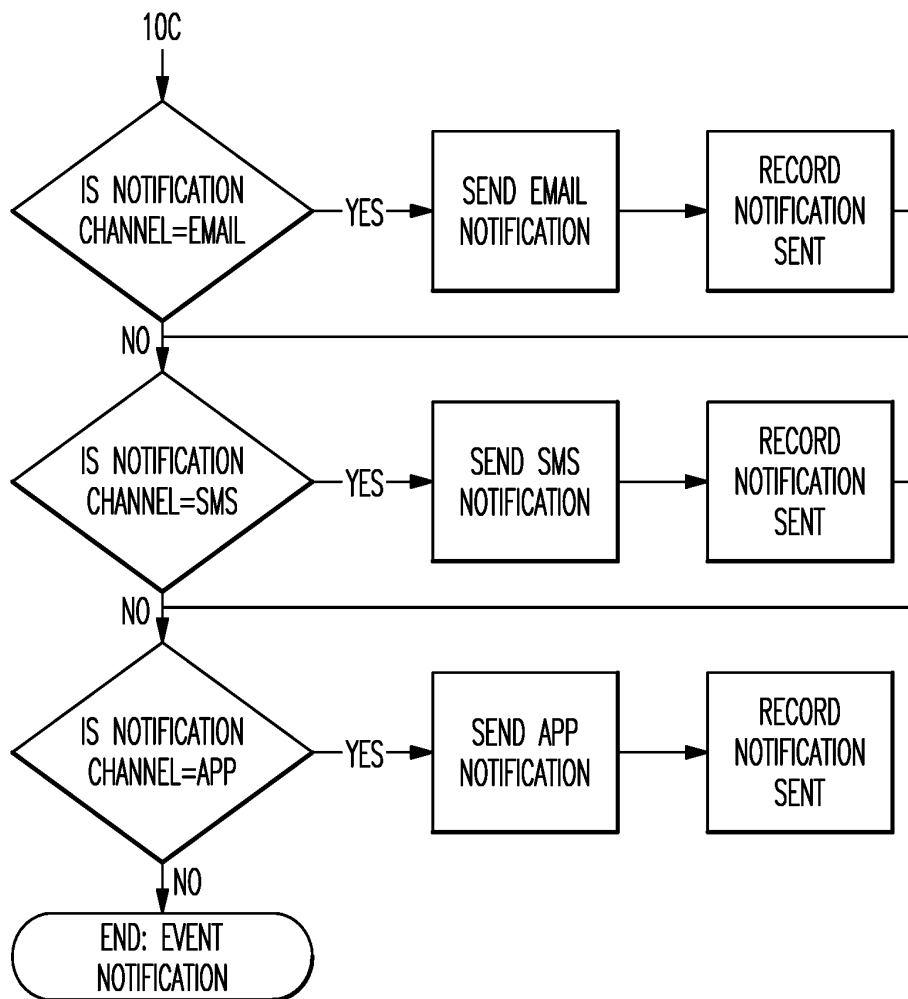 10C
IS NOTIFICATION
CHANNEL=EMAIL
YES
SEND EMAIL
NOTIFICATION
RECORD
NOTIFICATION
SENT
NO
IS NOTIFICATION
CHANNEL=SMS
YES
SEND SMS
NOTIFICATION
RECORD
NOTIFICATION
SENT
NO
IS NOTIFICATION
CHANNEL=APP
YES
SEND APP
NOTIFICATION
RECORD
NOTIFICATION
SENT
NO
END: EVENT
NOTIFICATION